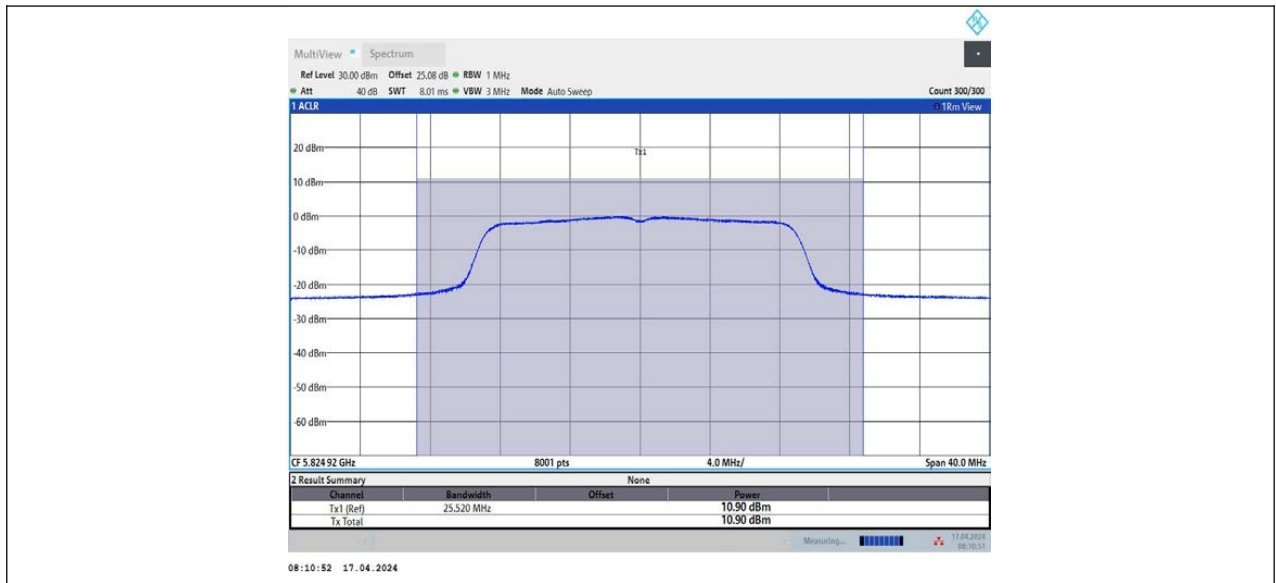 R S
MultiView Spectrum
Ref Level 30.00 dBm Offset 25.08 dB RBW 1 MHz
Att 40 dB SWT 8.01 ms VBW 3 MHz Mode Auto Sweep Count 300/300
1 ACLR 1Rm View
Tx1
20 dBm
10 dBm
0 dBm
-10 dBm
-20 dBm
-30 dBm
-40 dBm
-50 dBm
-60 dBm
CF 5.824 92 GHz 8001 pts 4.0 MHz/ Span 40.0 MHz
2 Result Summary None
Channel Bandwidth Offset Power
Tx1 (Ref) 25.520 MHz 10.90 dBm
Tx Total 10.90 dBm
Measuring... 17.04.2024
08:10:51
08:10:52 17.04.2024